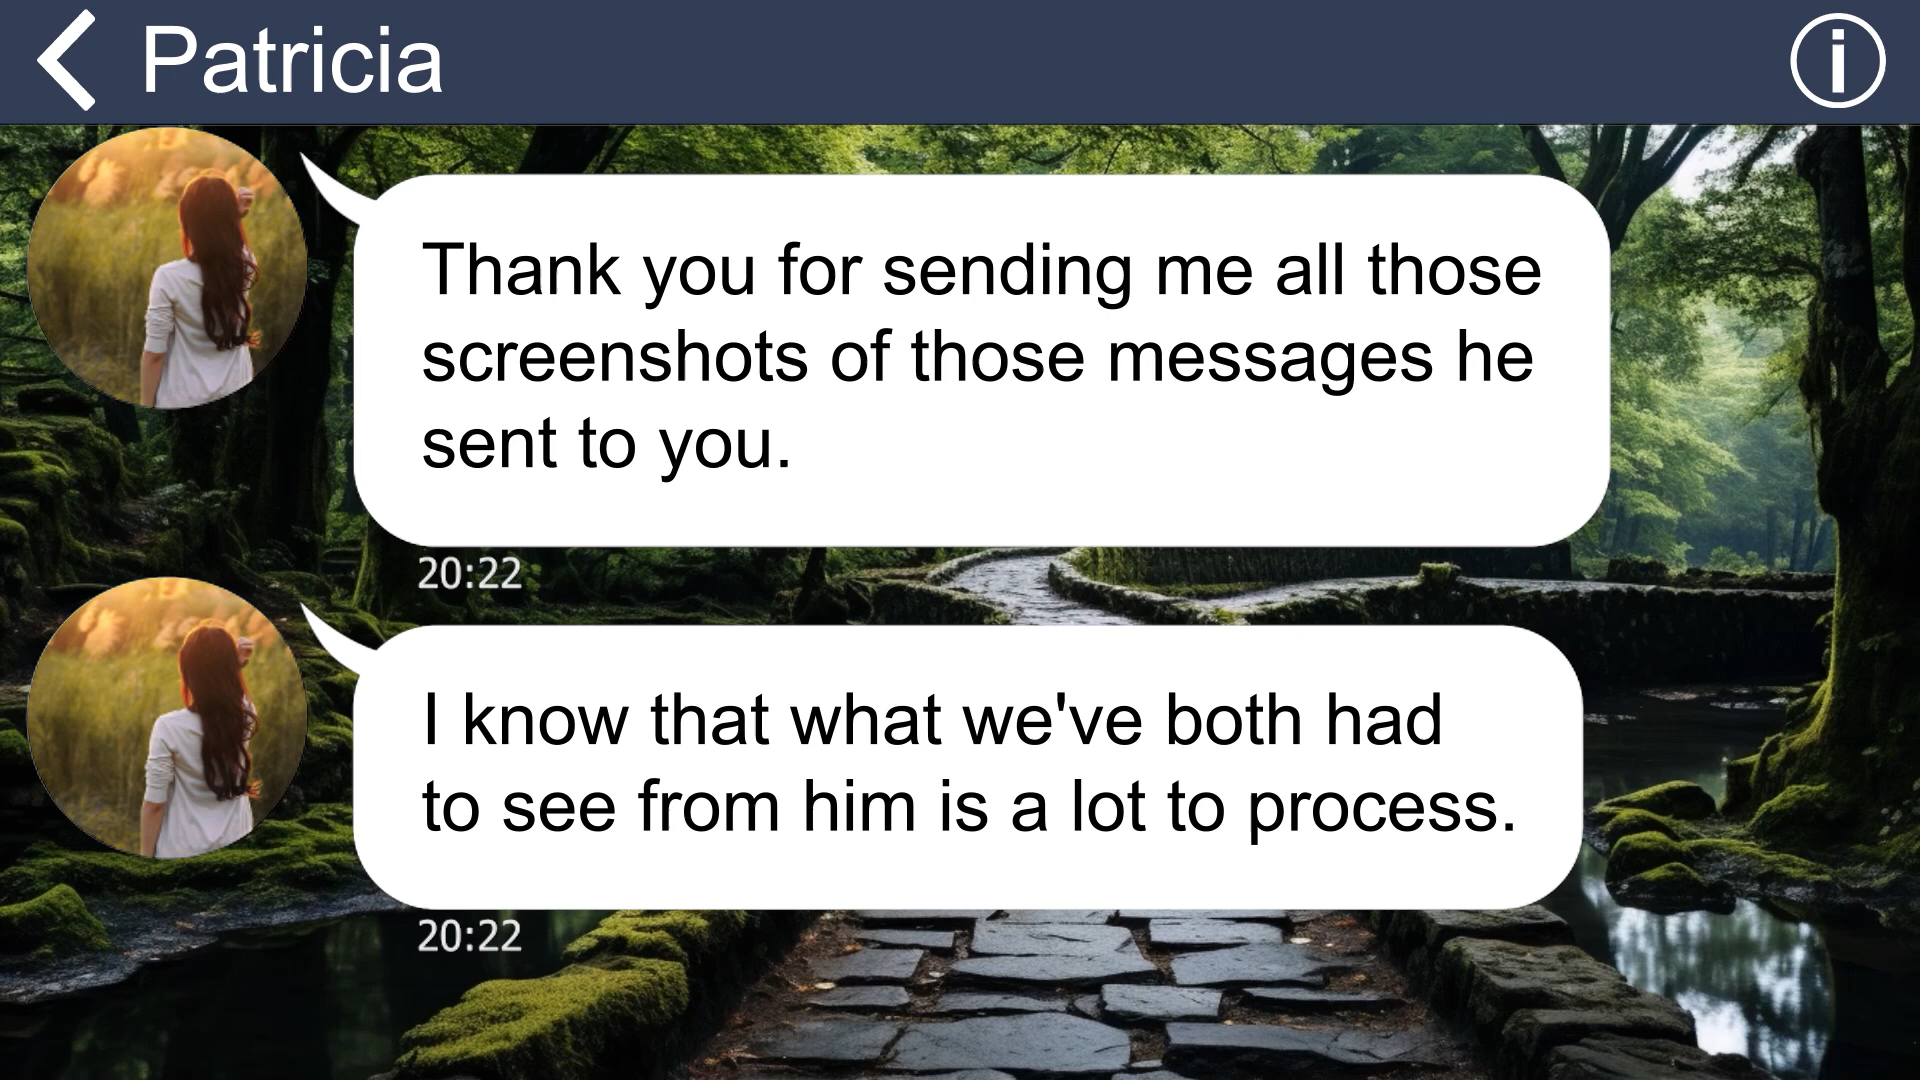 Patricia
Thank you for sending me all those
screenshots of those messages he
sent to you.
20:22
I know that what we've both had
to see from him is a lot to process.
20:22